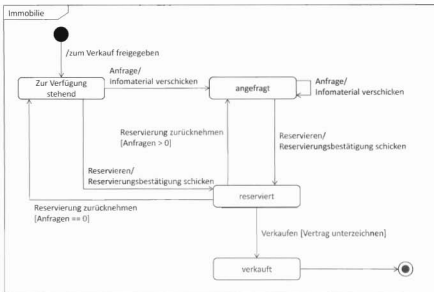 Immobilie
/zum Verkauf freigegeben
Zur Verfügung
stehend
Anfrage/
Infomaterial verschicken
angefragt
Anfrage/
Infomaterial verschicken
Reservierung zurücknehmen
[Anfragen > 0]
Reservieren/
Reservierungsbestätigung schicken
Reservieren/
Reservierungsbestätigung schicken
reserviert
Reservierung zurücknehmen
[Anfragen == 0]
Verkaufen [Vertrag unterzeichnen]
verkauft